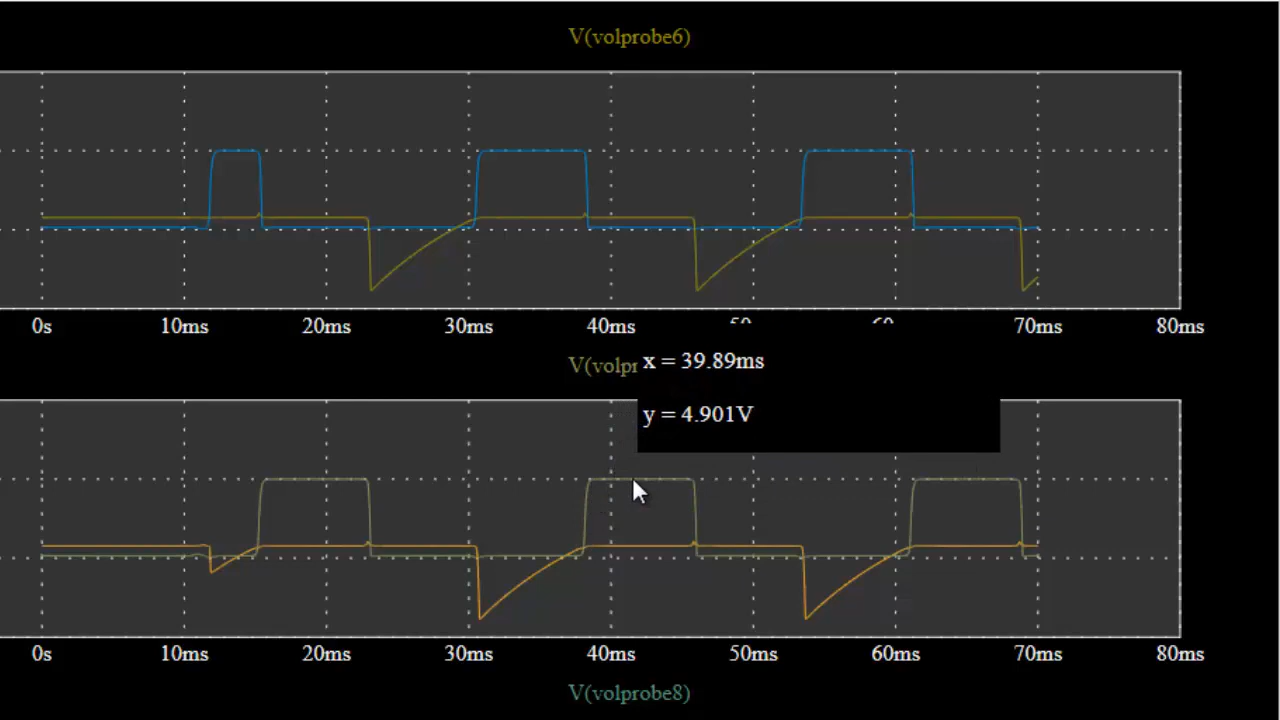 V(volprobe6)
0s 10ms 20ms 30ms 40ms 70ms 80ms
x = 39.89ms
y = 4.901V
0s 10ms 20ms 30ms 40ms 50ms 60ms 70ms 80ms
V(volprobe8)